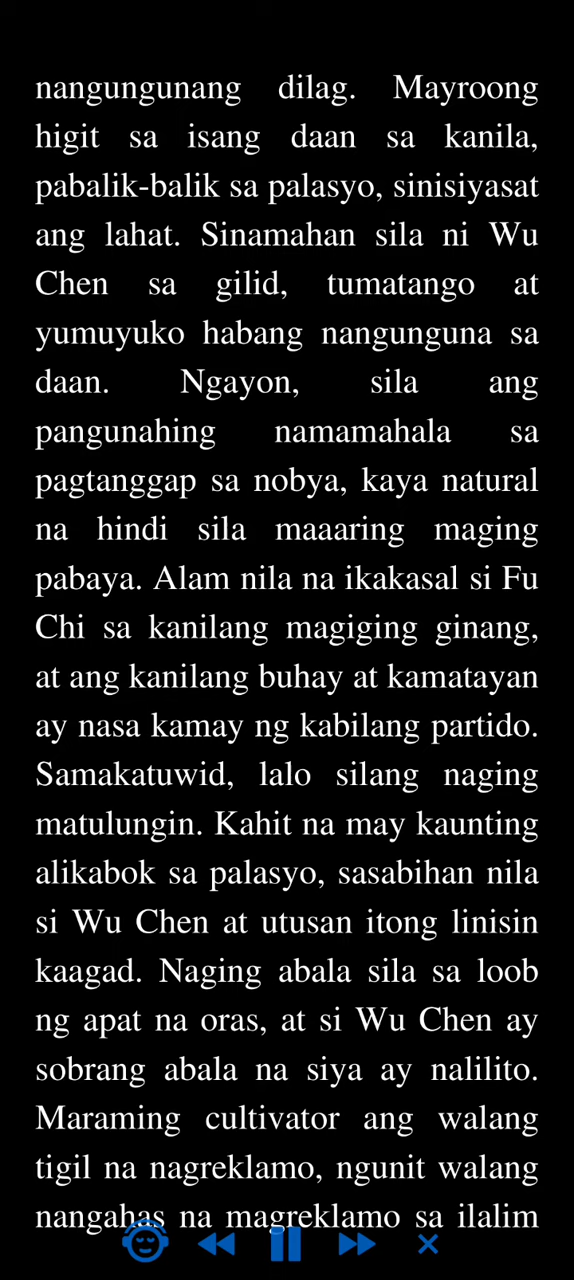 nangungunang dilag. Mayroong
higit sa isang daan sa kanila,
pabalik-balik sa palasyo, sinisiyasat
ang lahat. Sinamahan sila ni Wu
Chen sa gilid, tumatango at
yumuyuko habang nangunguna sa
daan. Ngayon, sila ang
pangunahing namamahala sa
pagtanggap sa nobya, kaya natural
na hindi sila maaaring maging
pabaya. Alam nila na ikakasal si Fu
Chi sa kanilang magiging ginang,
at ang kanilang buhay at kamatayan
ay nasa kamay ng kabilang partido.
Samakatuwid, lalo silang naging
matulungin. Kahit na may kaunting
alikabok sa palasyo, sasabihan nila
si Wu Chen at utusan itong linisin
kaagad. Naging abala sila sa loob
ng apat na oras, at si Wu Chen ay
sobrang abala na siya ay nalilito.
Maraming cultivator ang walang
tigil na nagreklamo, ngunit walang
nangahas na magreklamo sa ilalim